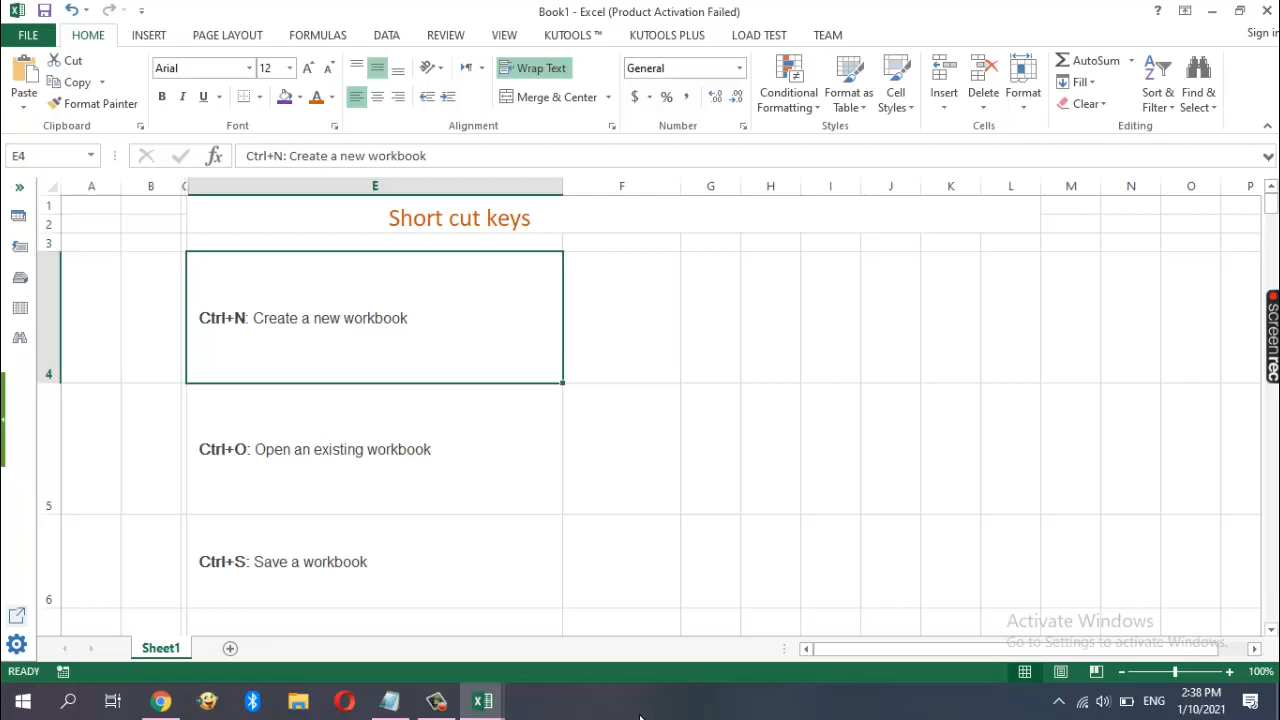 Book1 - Excel (Product Activation Failed)
?
FILE HOME INSERT PAGE LAYOUT FORMULAS DATA REVIEW VIEW KUTOOLS ™ KUTOOLS PLUS LOAD TEST TEAM Sign in
Paste Cut Copy Format Painter
Arial 12
B I U
Wrap Text
Merge & Center
General
$ % ,
Conditional Formatting
Format as Table
Cell Styles
Insert Delete Format
AutoSum
Fill
Clear
Sort & Filter
Find & Select
Clipboard Font Alignment Number Styles Cells Editing
E4 fx Ctrl+N: Create a new workbook
A B C E F G H I J K L M N O P
1
Short cut keys
2
3
Ctrl+N: Create a new workbook
4
Ctrl+O: Open an existing workbook
5
Ctrl+S: Save a workbook
6
screenrec
Activate Windows
Go to Settings to activate Windows.
Sheet1
READY 100%
ENG 2:38 PM
1/10/2021